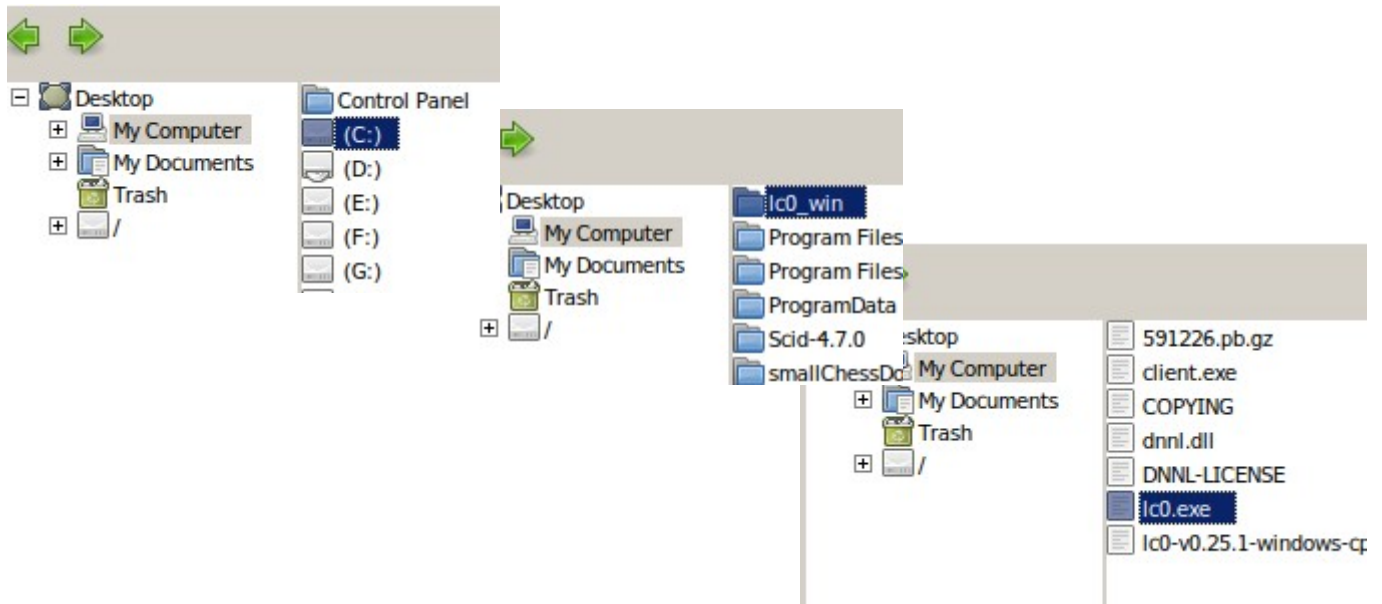 Desktop
My Computer
My Documents
Trash
/
Control Panel
(C:)
(D:)
(E:)
(F:)
(G:)
Desktop
My Computer
My Documents
Trash
/
lc0_win
Program Files
Program Files
ProgramData
Scid-4.7.0
smallChessDo
esktop
My Computer
My Documents
Trash
/
591226.pb.gz
client.exe
COPYING
dnnl.dll
DNNL-LICENSE
lc0.exe
lc0-v0.25.1-windows-cp